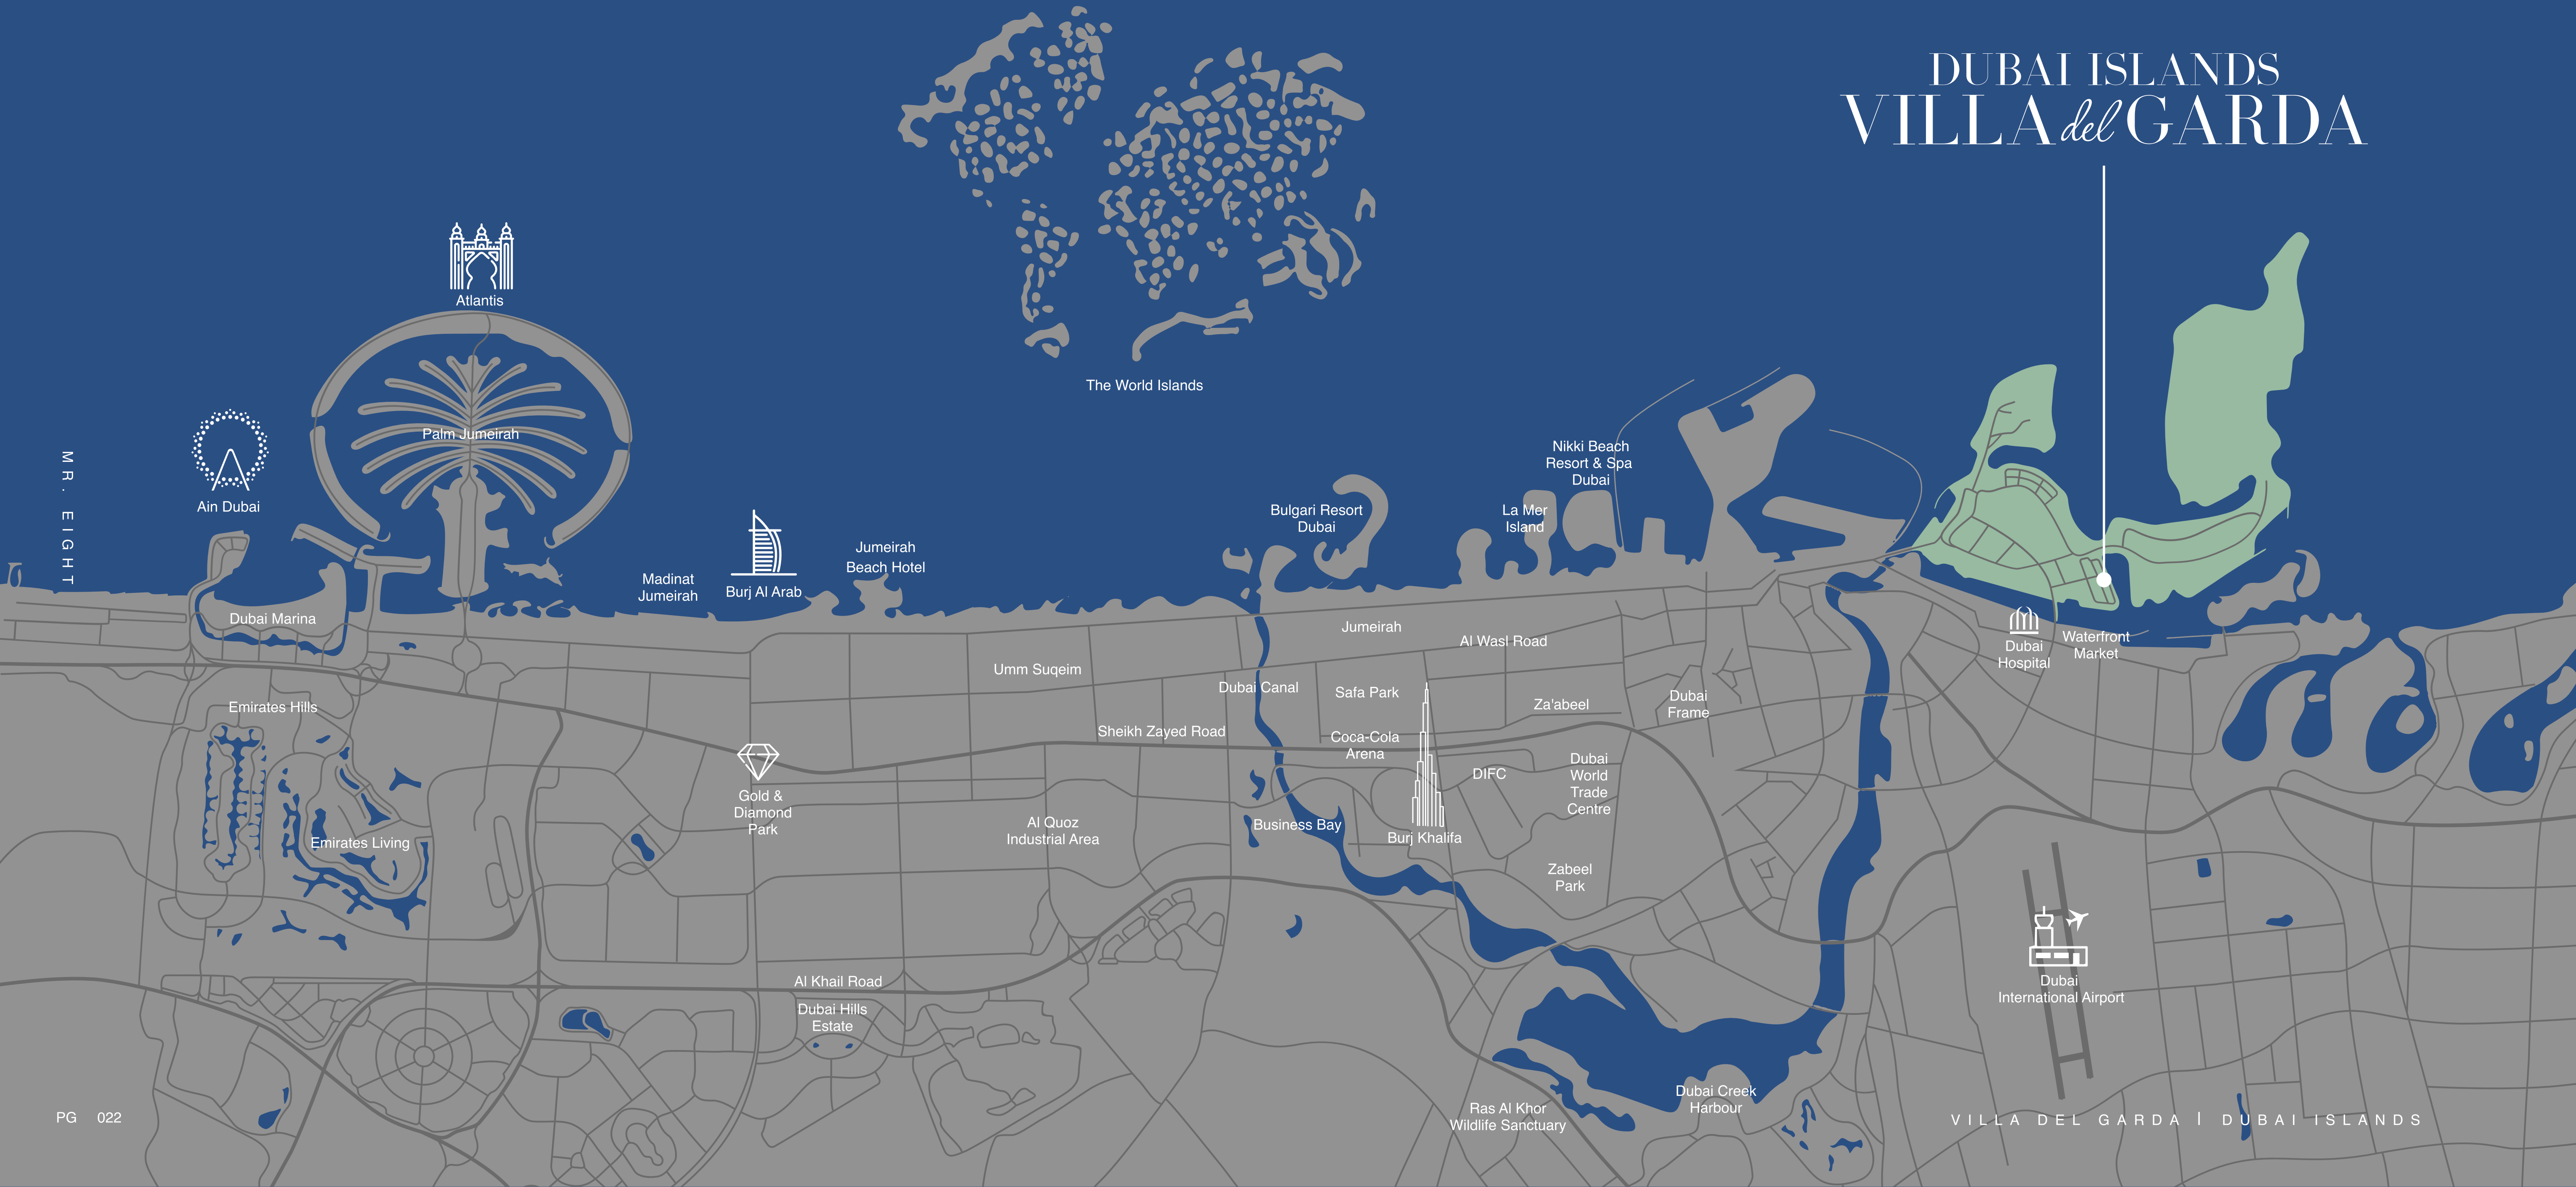 DUBAI ISLANDS
VILLA del GARDA
Atlantis
The World Islands
Palm Jumeirah
MR. EIGHT
Ain Dubai
Nikki Beach
Resort & Spa
Dubai
Bulgari Resort
Dubai
La Mer
Island
Jumeirah
Beach Hotel
Madinat
Jumeirah
Burj Al Arab
Dubai Marina
Jumeirah
Al Wasl Road
Dubai
Hospital
Waterfront
Market
Umm Suqeim
Dubai Canal
Safa Park
Za'abeel
Dubai
Frame
Emirates Hills
Sheikh Zayed Road
Coca-Cola
Arena
DIFC
Dubai
World
Trade
Centre
Gold &
Diamond
Park
Al Quoz
Industrial Area
Business Bay
Burj Khalifa
Emirates Living
Zabeel
Park
Al Khail Road
Dubai Hills
Estate
Dubai
International Airport
Dubai Creek
Harbour
Ras Al Khor
Wildlife Sanctuary
PG 022
VILLA DEL GARDA | DUBAI ISLANDS